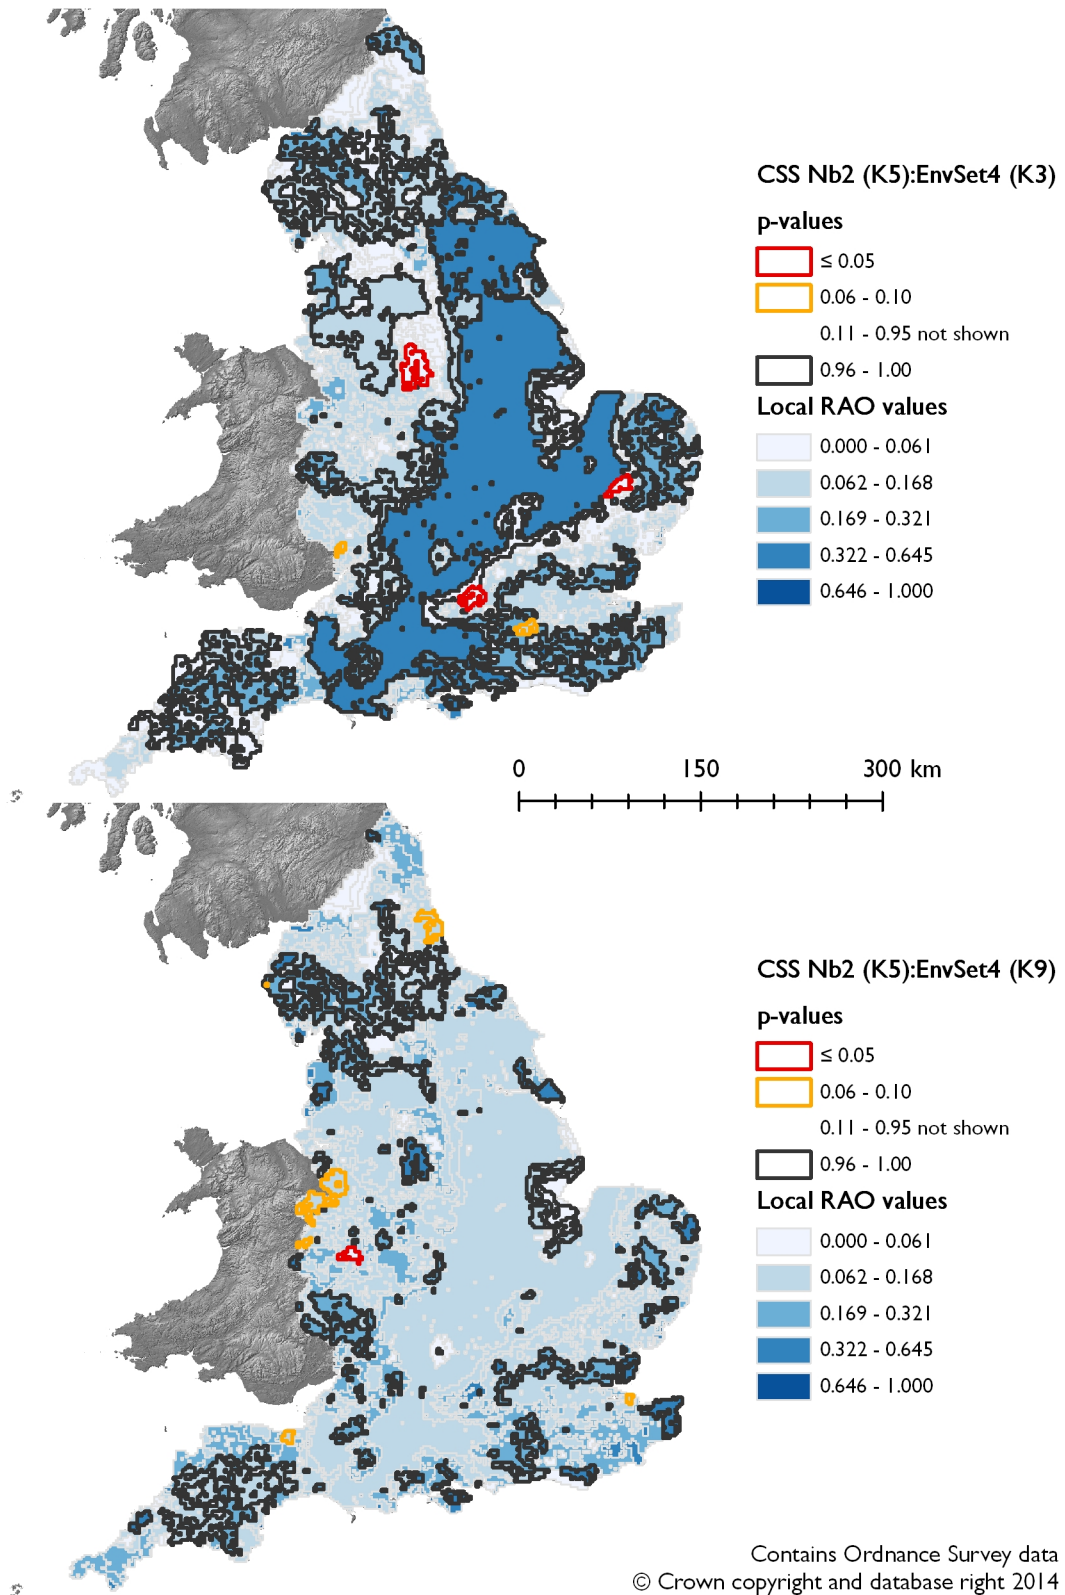 CSS Nb2 (K5):EnvSet4 (K3)
p-values
≤ 0.05
0.06 - 0.10
0.11 - 0.95 not shown
0.96 - 1.00
Local RAO values
0.000 - 0.061
0.062 - 0.168
0.169 - 0.321
0.322 - 0.645
0.646 - 1.000
0 150 300 km
CSS Nb2 (K5):EnvSet4 (K9)
p-values
≤ 0.05
0.06 - 0.10
0.11 - 0.95 not shown
0.96 - 1.00
Local RAO values
0.000 - 0.061
0.062 - 0.168
0.169 - 0.321
0.322 - 0.645
0.646 - 1.000
Contains Ordnance Survey data
© Crown copyright and database right 2014